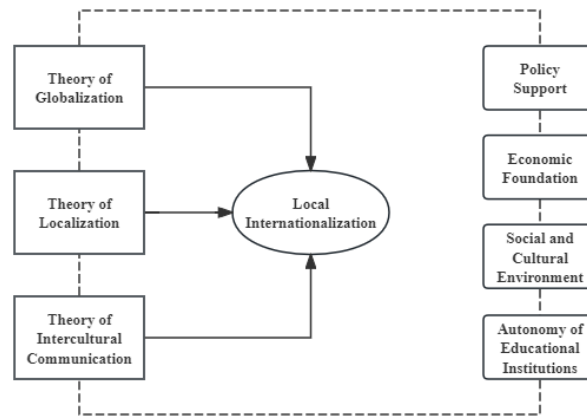 Theory of
Globalization
Theory of
Localization
Theory of
Intercultural
Communication
Local
Internationalization
Policy
Support
Economic
Foundation
Social and
Cultural
Environment
Autonomy of
Educational
Institutions